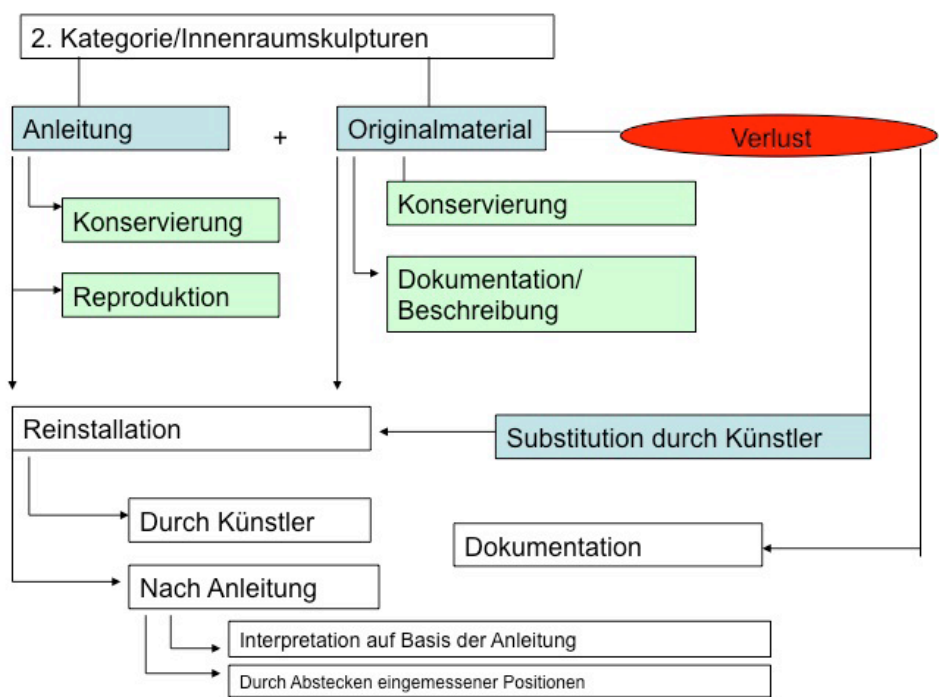 2. Kategorie/Innenraumskulpturen
Anleitung
+
Originalmaterial
Verlust
Konservierung
Reproduktion
Konservierung
Dokumentation/
Beschreibung
Reinstallation
Substitution durch Künstler
Durch Künstler
Dokumentation
Nach Anleitung
Interpretation auf Basis der Anleitung
Durch Abstecken eingemessener Positionen